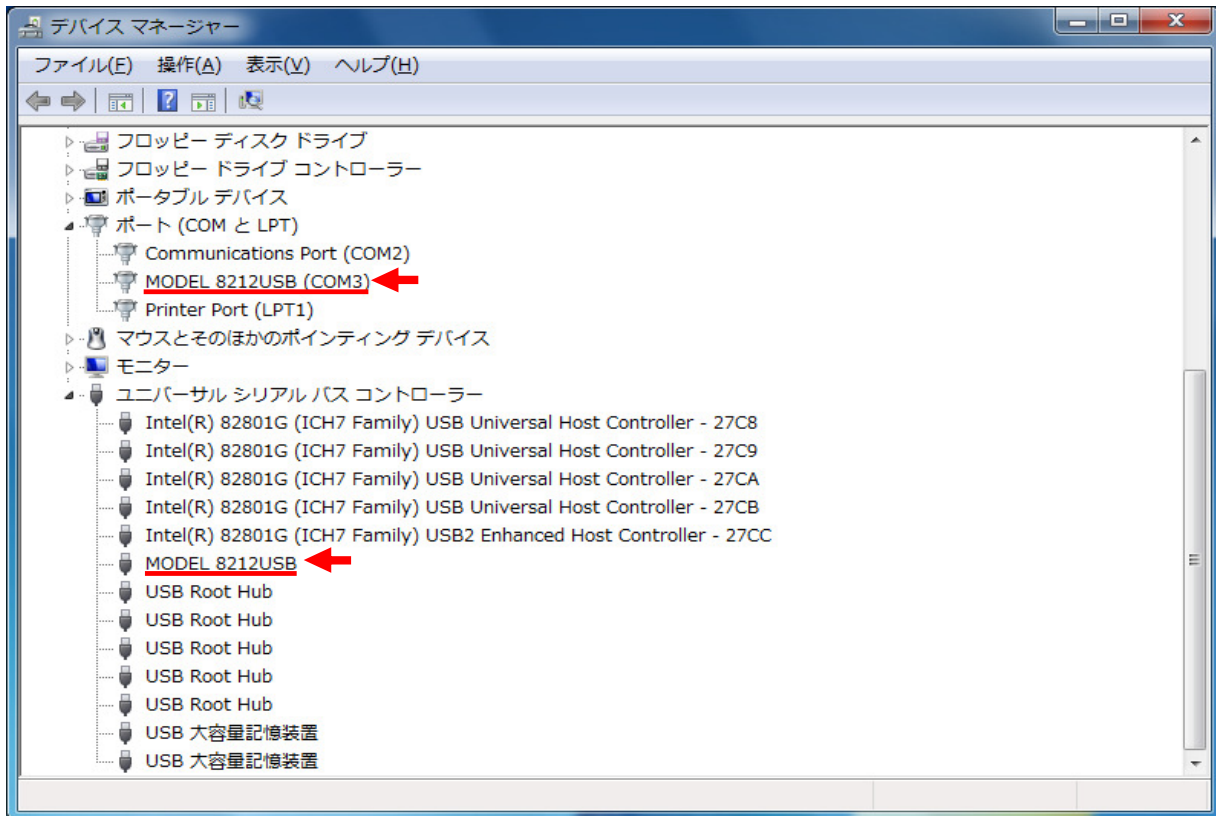 デバイス マネージャー
ファイル(F) 操作(A) 表示(V) ヘルプ(H)
フロッピー ディスク ドライブ
フロッピー ドライブ コントローラー
ポータブル デバイス
ポート (COM と LPT)
Communications Port (COM2)
MODEL 8212USB (COM3)
Printer Port (LPT1)
マウスとそのほかのポインティング デバイス
モニター
ユニバーサル シリアル バス コントローラー
Intel(R) 82801G (ICH7 Family) USB Universal Host Controller - 27C8
Intel(R) 82801G (ICH7 Family) USB Universal Host Controller - 27C9
Intel(R) 82801G (ICH7 Family) USB Universal Host Controller - 27CA
Intel(R) 82801G (ICH7 Family) USB Universal Host Controller - 27CB
Intel(R) 82801G (ICH7 Family) USB2 Enhanced Host Controller - 27CC
MODEL 8212USB
USB Root Hub
USB Root Hub
USB Root Hub
USB Root Hub
USB Root Hub
USB 大容量記憶装置
USB 大容量記憶装置